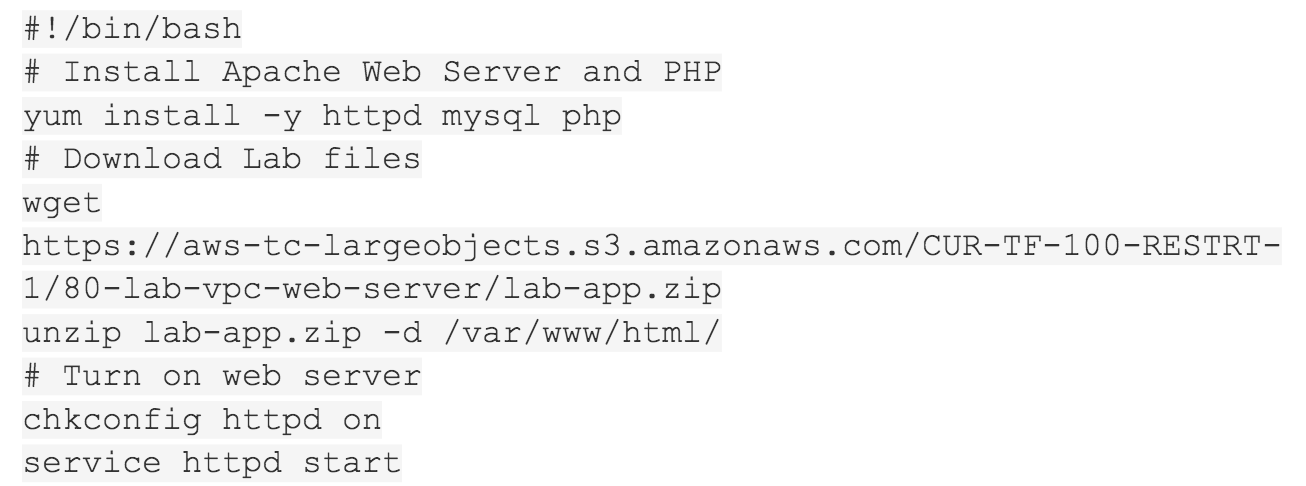 #!/bin/bash
# Install Apache Web Server and PHP
yum install -y httpd mysql php
# Download Lab files
wget
https://aws-tc-largeobjects.s3.amazonaws.com/CUR-TF-100-RESTRT-
1/80-lab-vpc-web-server/lab-app.zip
unzip lab-app.zip -d /var/www/html/
# Turn on web server
chkconfig httpd on
service httpd start